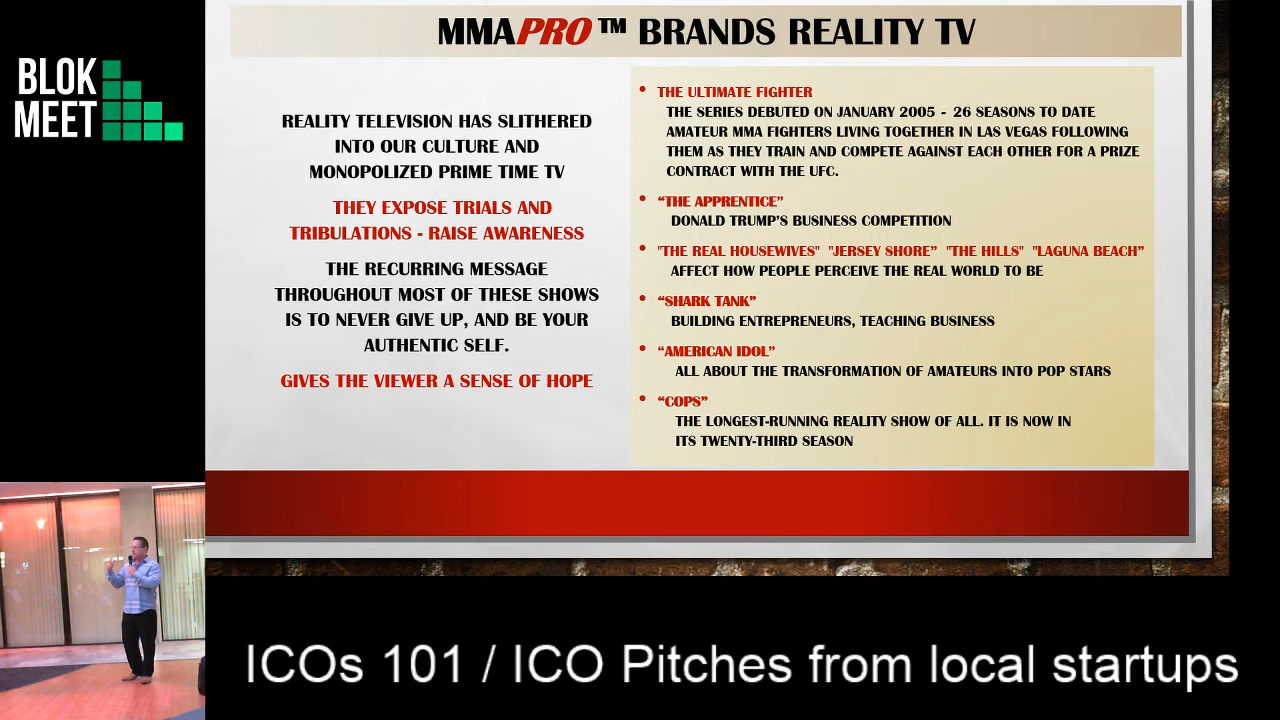 BLOK
MEET
MMAPRO™ BRANDS REALITY TV
REALITY TELEVISION HAS SLITHERED
INTO OUR CULTURE AND
MONOPOLIZED PRIME TIME TV
THEY EXPOSE TRIALS AND
TRIBULATIONS - RAISE AWARENESS
THE RECURRING MESSAGE
THROUGHOUT MOST OF THESE SHOWS
IS TO NEVER GIVE UP, AND BE YOUR
AUTHENTIC SELF.
GIVES THE VIEWER A SENSE OF HOPE
• THE ULTIMATE FIGHTER
THE SERIES DEBUTED ON JANUARY 2005 - 26 SEASONS TO DATE
AMATEUR MMA FIGHTERS LIVING TOGETHER IN LAS VEGAS FOLLOWING
THEM AS THEY TRAIN AND COMPETE AGAINST EACH OTHER FOR A PRIZE
CONTRACT WITH THE UFC.
• “THE APPRENTICE”
DONALD TRUMP’S BUSINESS COMPETITION
• "THE REAL HOUSEWIVES" "JERSEY SHORE” "THE HILLS" "LAGUNA BEACH”
AFFECT HOW PEOPLE PERCEIVE THE REAL WORLD TO BE
• “SHARK TANK”
BUILDING ENTREPRENEURS, TEACHING BUSINESS
• “AMERICAN IDOL”
ALL ABOUT THE TRANSFORMATION OF AMATEURS INTO POP STARS
• “COPS”
THE LONGEST-RUNNING REALITY SHOW OF ALL. IT IS NOW IN
ITS TWENTY-THIRD SEASON
ICOs 101 / ICO Pitches from local startups